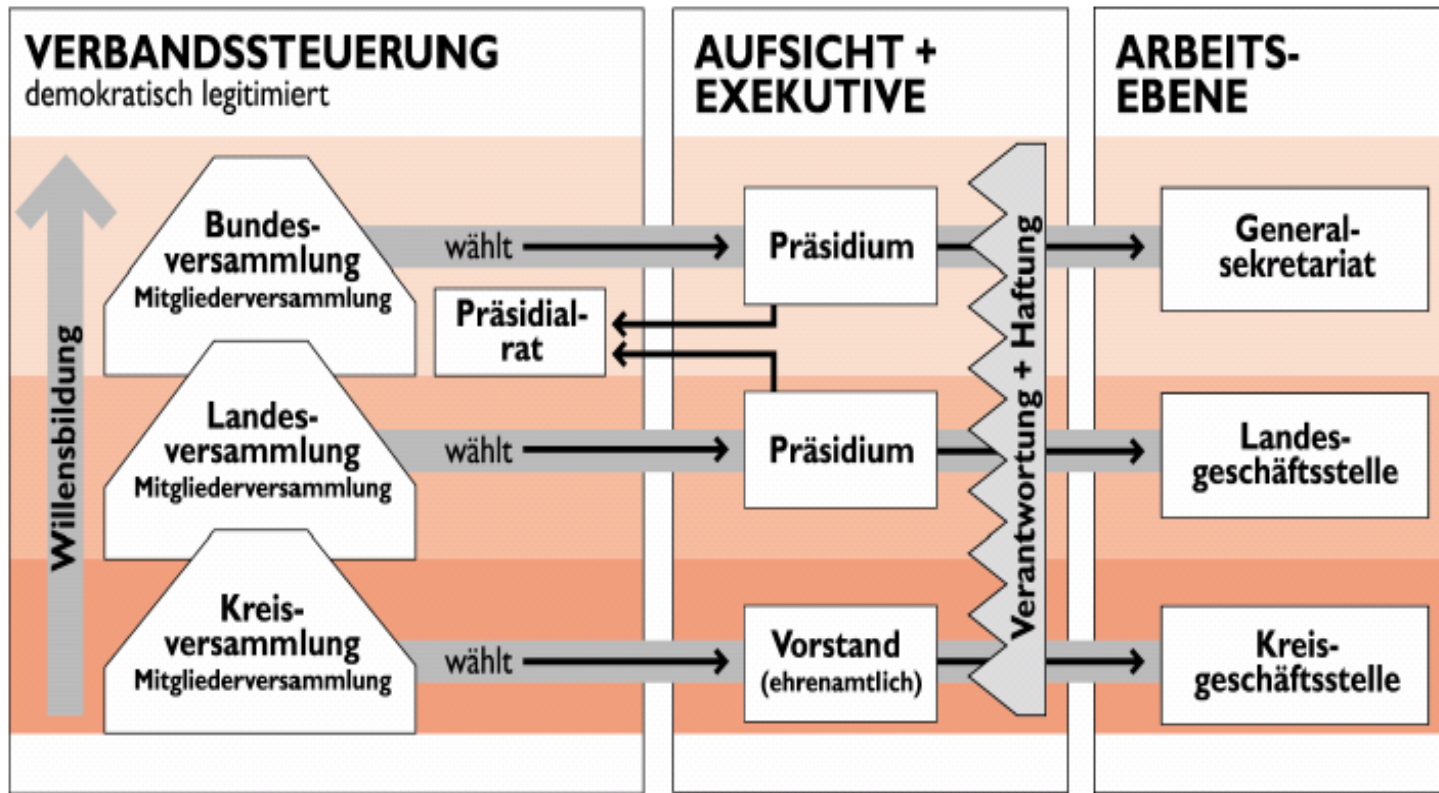 VERBANDSSTEUERUNG
demokratisch legitimiert
AUFSICHT +
EXEKUTIVE
ARBEITS-
EBENE
Willensbildung
Bundes-
versammlung
Mitgliederversammlung
wählt
Präsidium
General-
sekretariat
Präsidial-
rat
Landes-
versammlung
Mitgliederversammlung
wählt
Präsidium
Landes-
geschäftsstelle
Kreis-
versammlung
Mitgliederversammlung
wählt
Vorstand
(ehrenamtlich)
Kreis-
geschäftsstelle
Verantwortung + Haftung